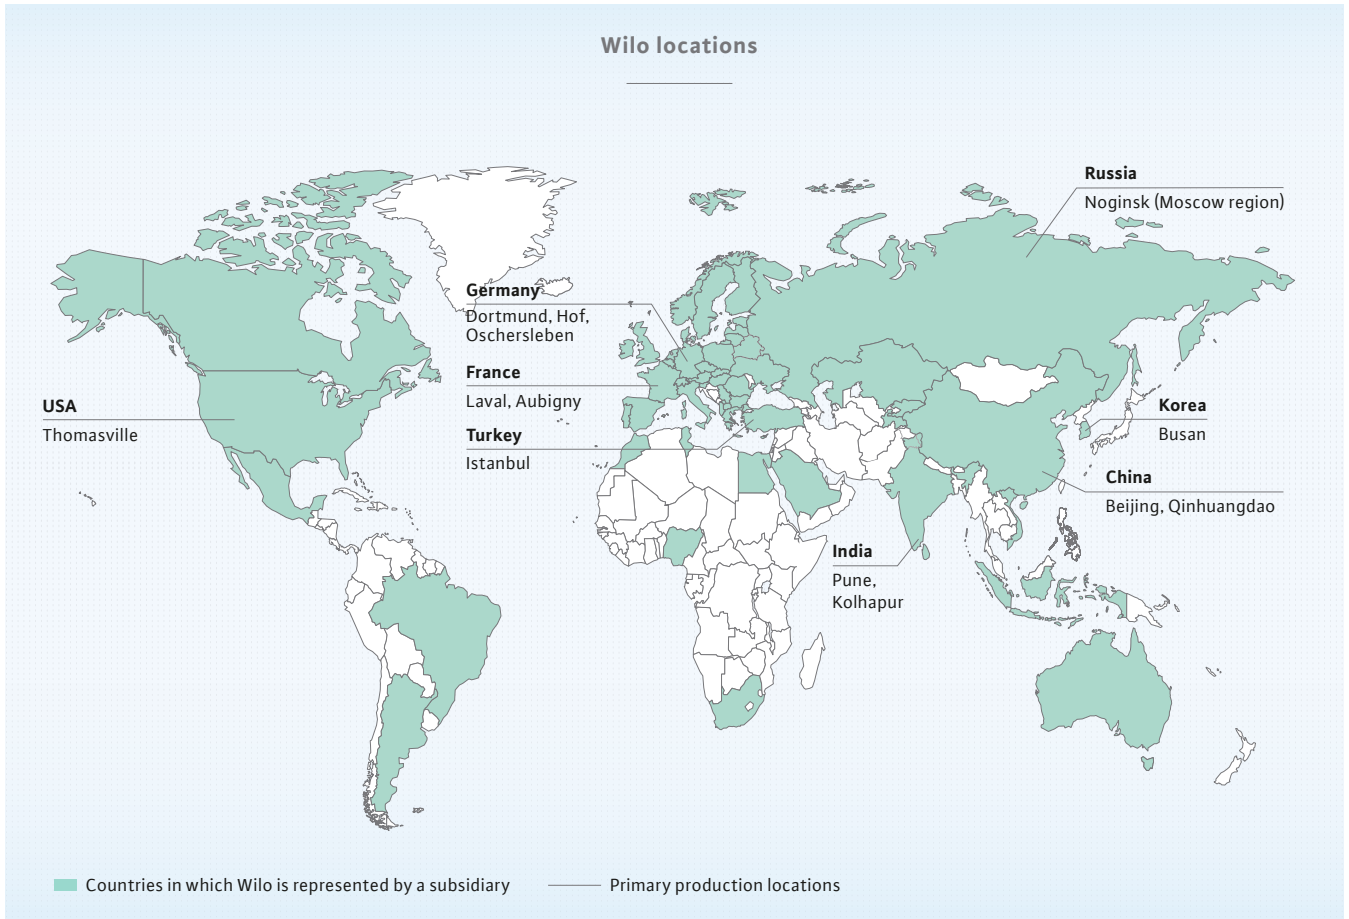 Wilo locations
Russia
Noginsk (Moscow region)
Germany
Dortmund, Hof,
Oschersleben
France
Laval, Aubigny
USA
Thomasville
Korea
Busan
Turkey
Istanbul
China
Beijing, Qinhuangdao
India
Pune,
Kolhapur
Countries in which Wilo is represented by a subsidiary
Primary production locations